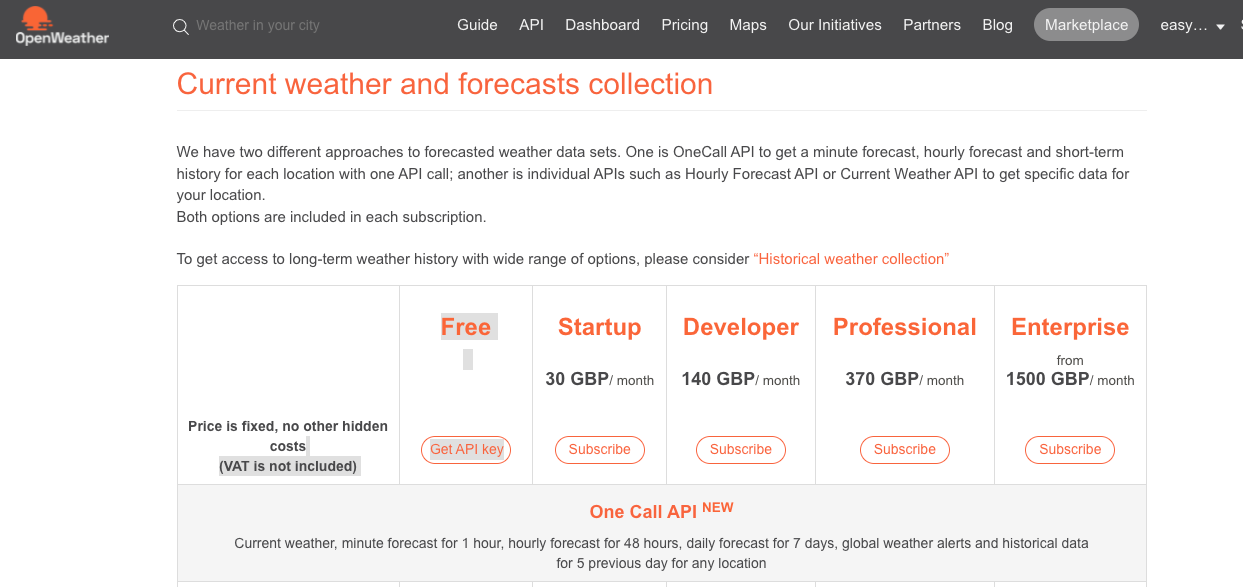 OpenWeather
Weather in your city
Guide API Dashboard Pricing Maps Our Initiatives Partners Blog Marketplace easy…
Current weather and forecasts collection
We have two different approaches to forecasted weather data sets. One is OneCall API to get a minute forecast, hourly forecast and short-term
history for each location with one API call; another is individual APIs such as Hourly Forecast API or Current Weather API to get specific data for
your location.
Both options are included in each subscription.
To get access to long-term weather history with wide range of options, please consider “Historical weather collection”
Free Startup Developer Professional Enterprise
from
30 GBP/ month 140 GBP/ month 370 GBP/ month 1500 GBP/ month
Price is fixed, no other hidden
costs
(VAT is not included)
Get API key Subscribe Subscribe Subscribe Subscribe
One Call API NEW
Current weather, minute forecast for 1 hour, hourly forecast for 48 hours, daily forecast for 7 days, global weather alerts and historical data
for 5 previous day for any location